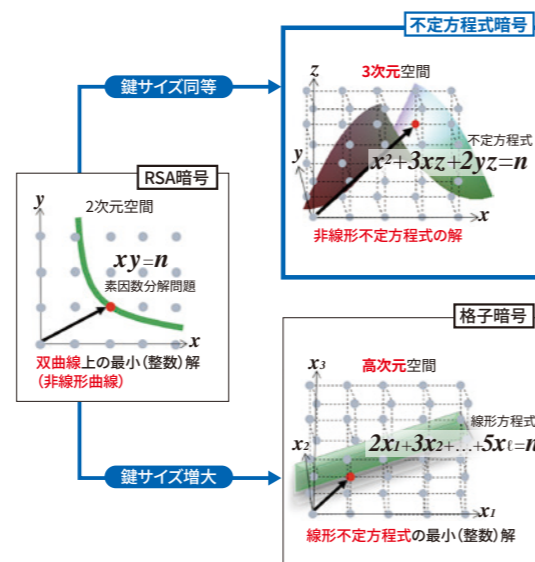 不定方程式暗号
鍵サイズ同等
z
3次元空間
不定方程式
y
x²+3xz+2yz=n
x
非線形不定方程式の解
RSA暗号
y
2次元空間
xy=n
素因数分解問題
x
双曲線上の最小(整数)解
(非線形曲線)
格子暗号
x₃
高次元空間
線形方程式
x₂
2x₁+3x₂+...+5xℓ=n
x₁
鍵サイズ増大
線形不定方程式の最小(整数)解